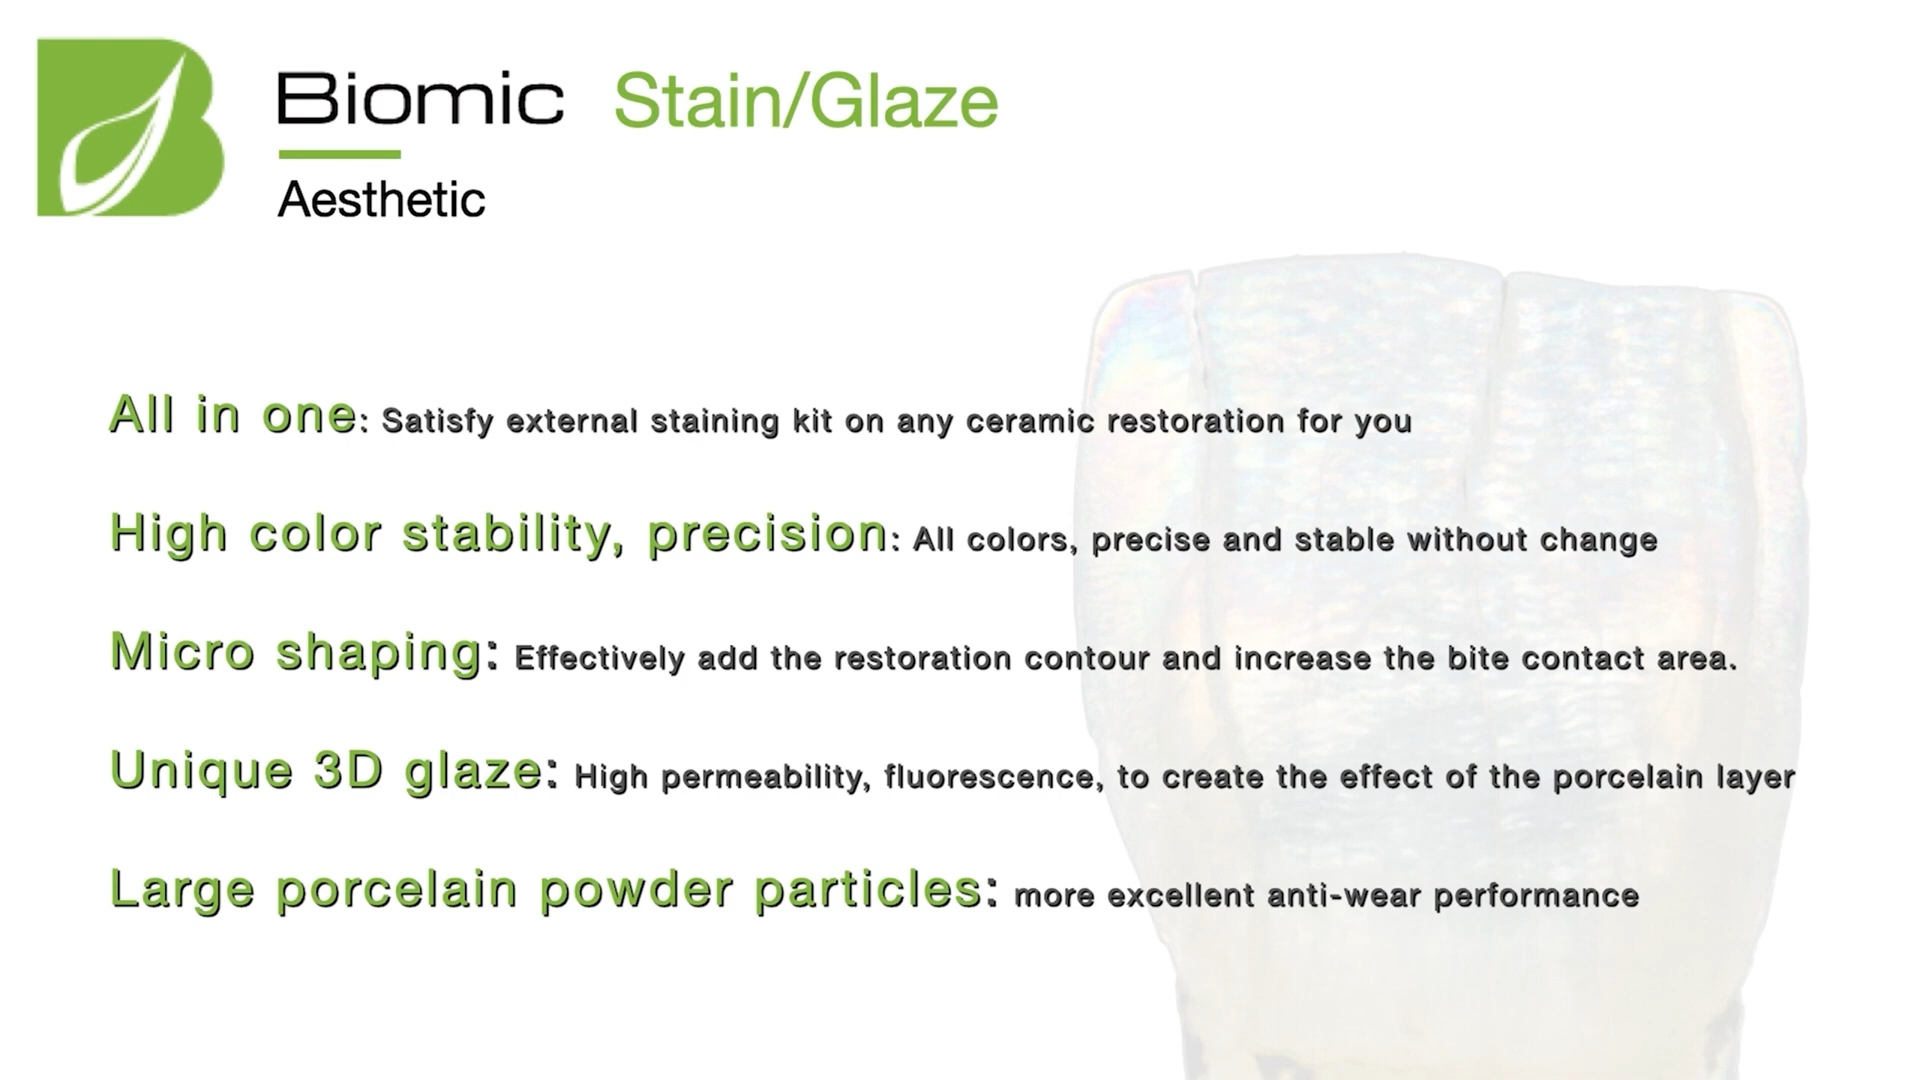 Biomic Stain/Glaze
Aesthetic
All in one: Satisfy external staining kit on any ceramic restoration for you
High color stability, precision: All colors, precise and stable without change
Micro shaping: Effectively add the restoration contour and increase the bite contact area.
Unique 3D glaze: High permeability, fluorescence, to create the effect of the porcelain layer
Large porcelain powder particles: more excellent anti-wear performance